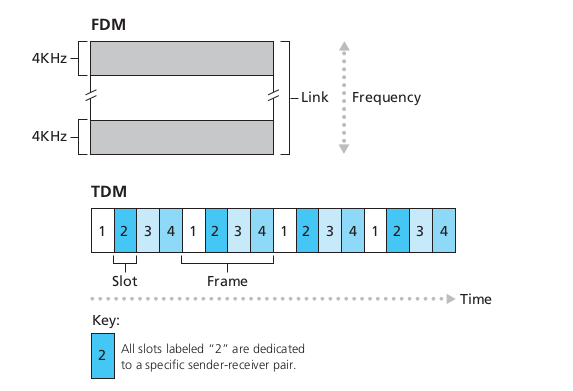 FDM
4KHz
Link
Frequency
4KHz
TDM
1 2 3 4 1 2 3 4 1 2 3 4 1 2 3 4
Slot
Frame
Time
Key:
2
All slots labeled “2” are dedicated
to a specific sender-receiver pair.